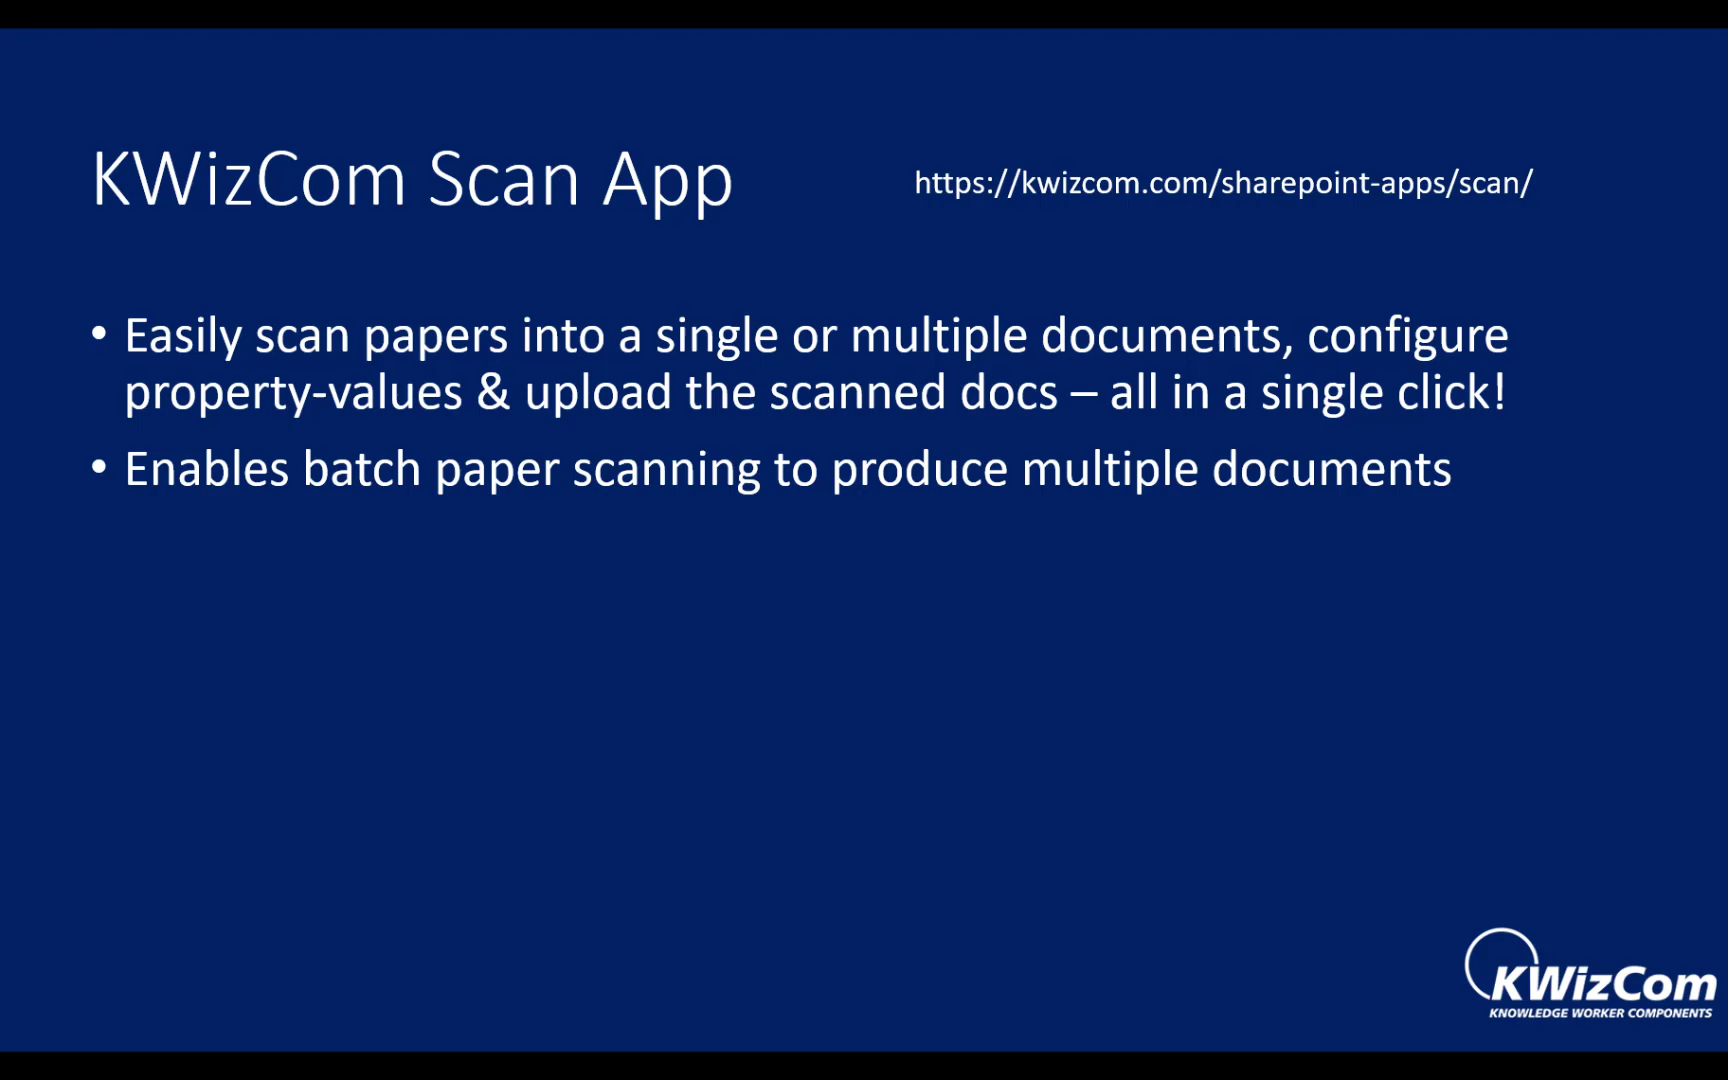 KWizCom Scan App
https://kwizcom.com/sharepoint-apps/scan/
• Easily scan papers into a single or multiple documents, configure
property-values & upload the scanned docs – all in a single click!
• Enables batch paper scanning to produce multiple documents
KWizCom
KNOWLEDGE WORKER COMPONENTS